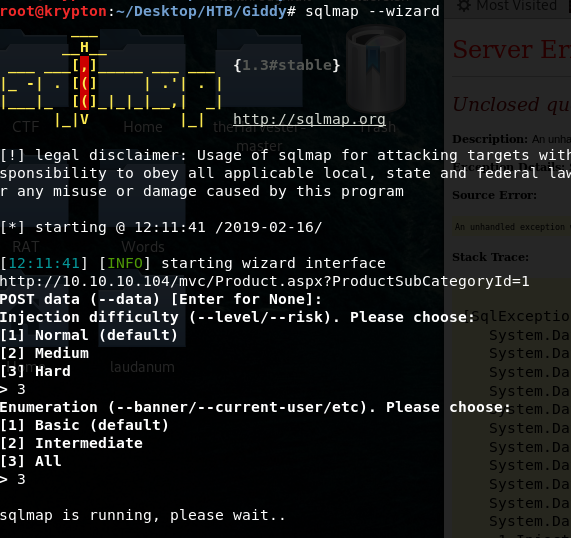 root@krypton:~/Desktop/HTB/Giddy# sqlmap --wizard
Most Visited
Server Er
{1.3#stable}
Unclosed qu
http://sqlmap.org
CTF
Home
theHarvester-master
Trash
Description: An unha
[!] legal disclaimer: Usage of sqlmap for attacking targets with
sponsibility to obey all applicable local, state and federal law
r any misuse or damage caused by this program
Source Error:
[*] starting @ 12:11:41 /2019-02-16/
An unhandled exception
RAT
Words
Stack Trace:
[12:11:41] [INFO] starting wizard interface
http://10.10.10.104/mvc/Product.aspx?ProductSubCategoryId=1
POST data (--data) [Enter for None]:
Injection difficulty (--level/--risk). Please choose:
[1] Normal (default)
[2] Medium
[3] Hard
> 3
laudanum
Enumeration (--banner/--current-user/etc). Please choose:
[1] Basic (default)
[2] Intermediate
[3] All
> 3
sqlmap is running, please wait..
SqlExceptio
System.Da
System.Da
System.Da
System.Da
System.Da
System.Da
System.Da
System.Da
System.Da
System.Da
System.Da